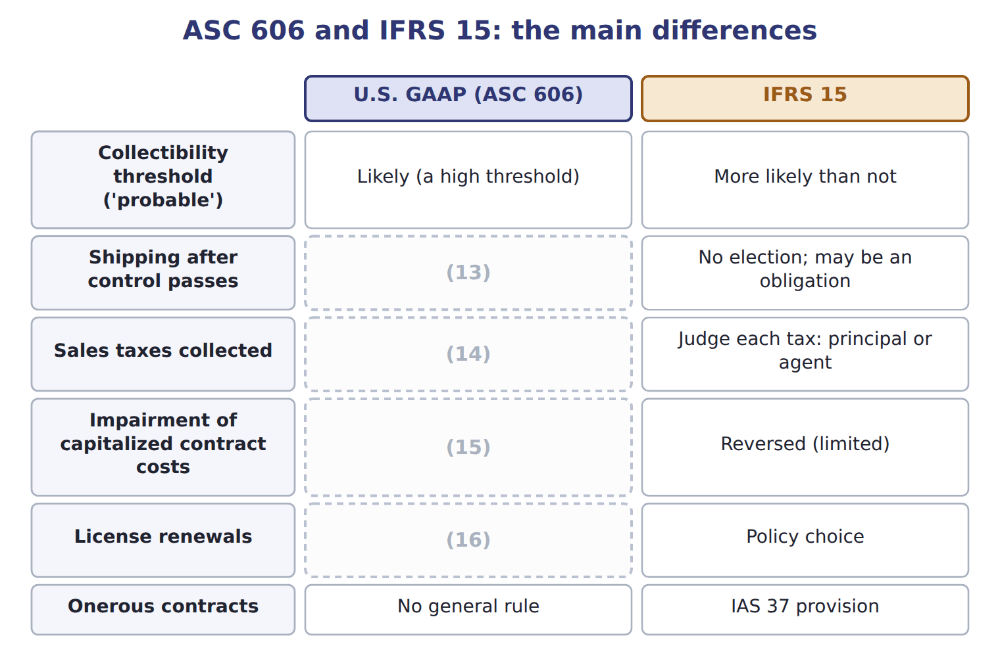 ASC 606 and IFRS 15: the main differences
U.S. GAAP (ASC 606)
IFRS 15
Collectibility
threshold
('probable')
Likely (a high threshold)
More likely than not
Shipping after
control passes
(13)
No election; may be an
obligation
Sales taxes collected
(14)
Judge each tax: principal or
agent
Impairment of
capitalized contract
costs
(15)
Reversed (limited)
License renewals
(16)
Policy choice
Onerous contracts
No general rule
IAS 37 provision